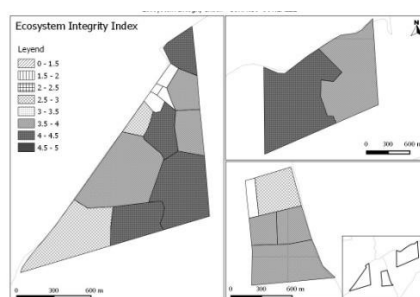 Ecosystem Integrity Index
Leyend
0 - 1.5
1.5 - 2
2 - 2.5
2.5 - 3
3 - 3.5
3.5 - 4
4 - 4.5
4.5 - 5
0 300 600 m
N
0 300 600 m
0 300 600 m